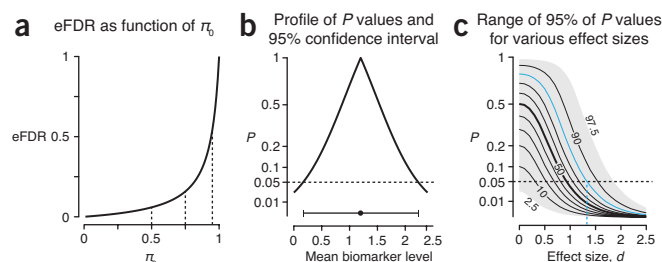 a eFDR as function of π₀
1
eFDR 0.5
0
0 0.5 1
π₀
b Profile of P values and
95% confidence interval
1
0.5
P
0.2
0.1
0.05
0.01
0 0.5 1.0 1.5 2.0 2.5
Mean biomarker level
c Range of 95% of P values
for various effect sizes
1
0.5
P
0.2
0.1
0.05
0.01
97.5
90
50
10
2.5
0 0.5 1.0 1.5 2.0 2.5
Effect size, d